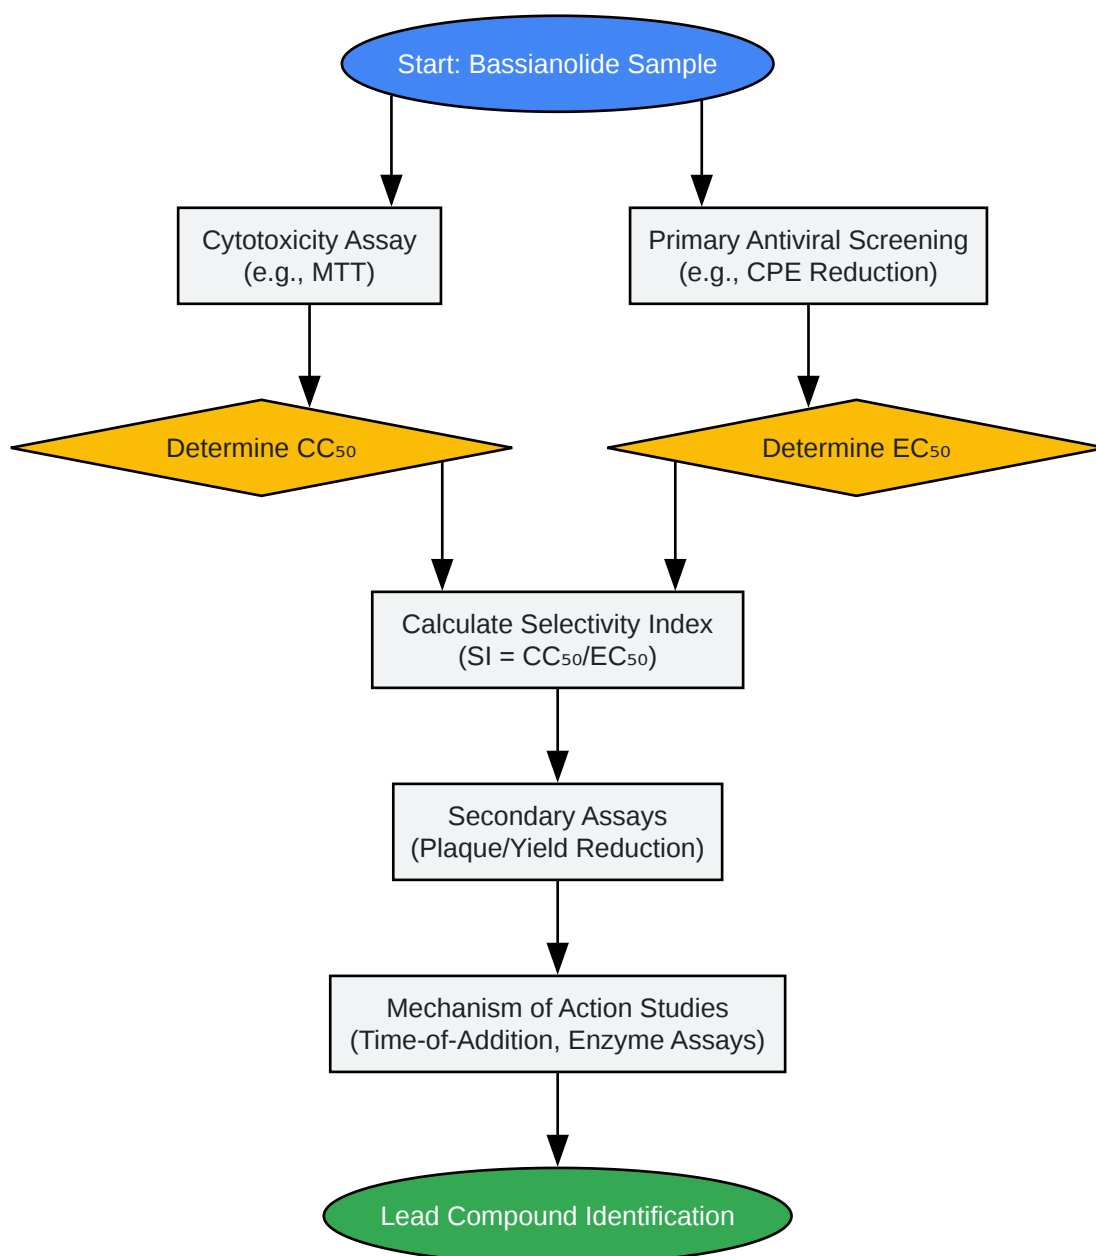 Start: Bassianolide Sample
Cytotoxicity Assay
(e.g., MTT)
Primary Antiviral Screening
(e.g., CPE Reduction)
Determine CC₅₀
Determine EC₅₀
Calculate Selectivity Index
(SI = CC₅₀/EC₅₀)
Secondary Assays
(Plaque/Yield Reduction)
Mechanism of Action Studies
(Time-of-Addition, Enzyme Assays)
Lead Compound Identification